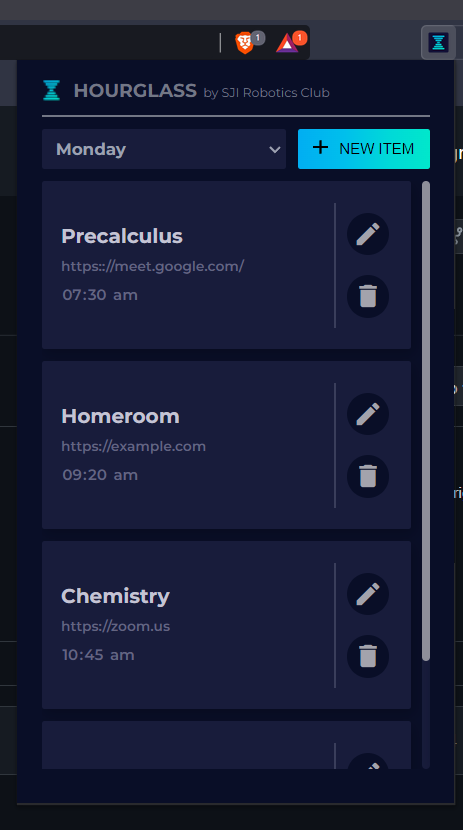 1
1
HOURGLASS by SJI Robotics Club
Monday
+ NEW ITEM
Precalculus
https:://meet.google.com/
07:30 am
Homeroom
https://example.com
09:20 am
Chemistry
https://zoom.us
10:45 am